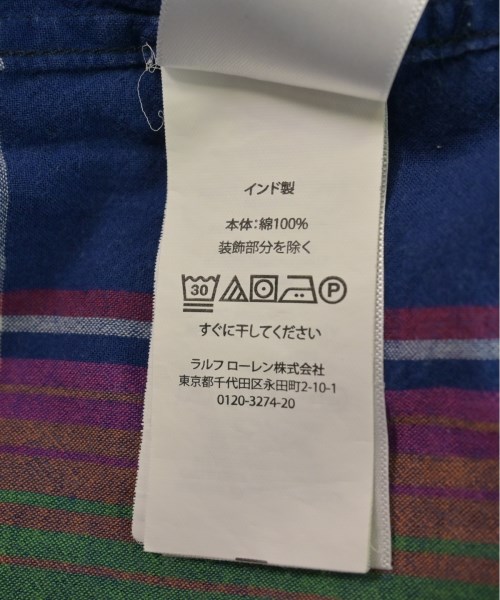 インド製
本体：綿100%
装飾部分を除く
30 P
すぐに干してください
ラルフ ローレン株式会社
東京都千代田区永田町2-10-1
0120-3274-20